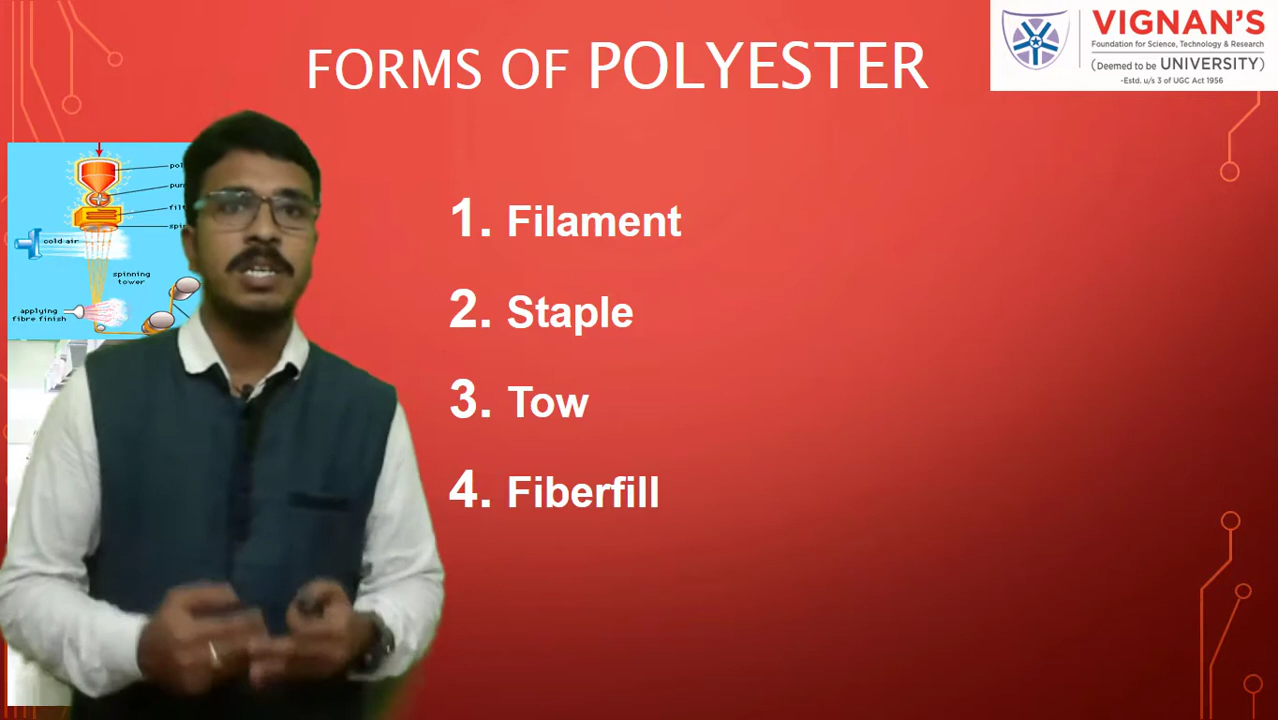 FORMS OF POLYESTER
VIGNAN'S
Foundation for Science, Technology & Research
(Deemed to be UNIVERSITY)
-Estd. u/s 3 of UGC Act 1956
1. Filament
2. Staple
3. Tow
4. Fiberfill
cold air
spinning
tower
applying
fibre finish